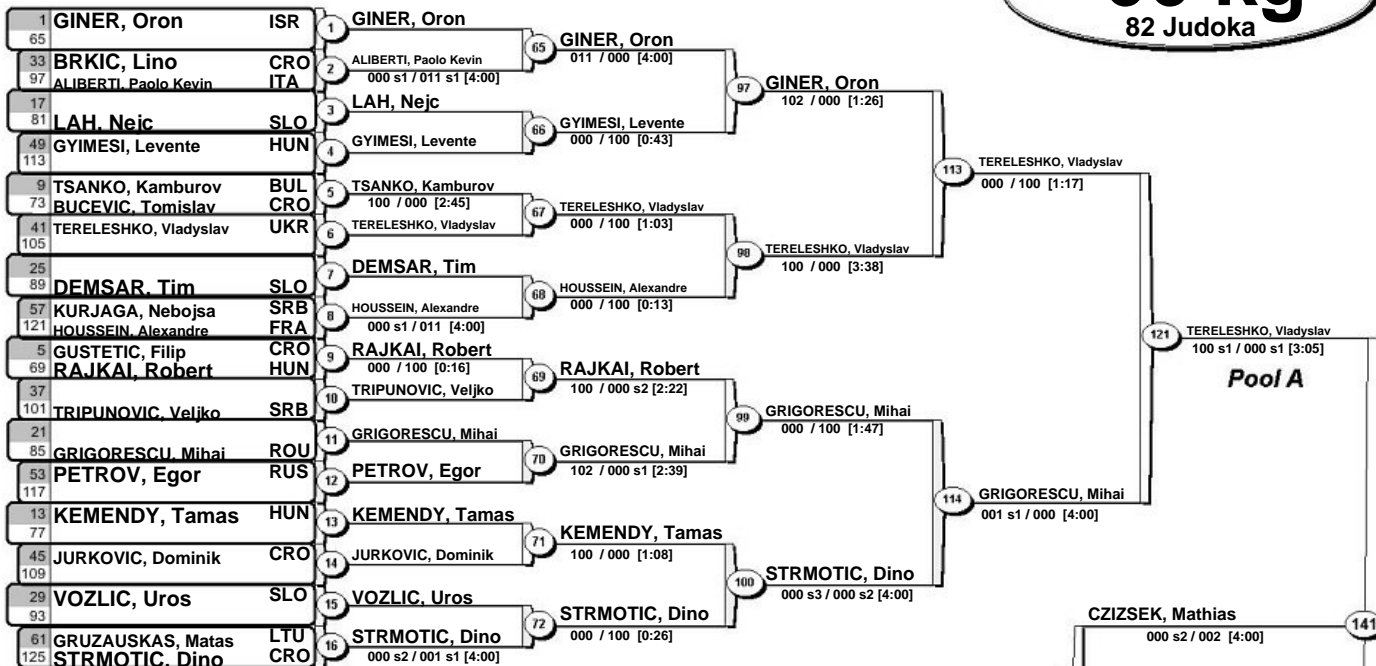 82 Judoka
1 GINER, Oron ISR
65
33 BRKIC, Lino CRO
97 ALIBERTI, Paolo Kevin ITA
17
81 LAH, Nejc SLO
49 GYIMESI, Levente HUN
113
9 TSANKO, Kamburov BUL
73 BUCEVIC, Tomislav CRO
41 TERELESHKO, Vladyslav UKR
105
25
89 DEMSAR, Tim SLO
57 KURJAGA, Nebojsa SRB
121 HOUSSEIN, Alexandre FRA
5 GUSTETIC, Filip CRO
69 RAJKAI, Robert HUN
37
101 TRIPUNOVIC, Veljko SRB
21
85 GRIGORESCU, Mihai ROU
53 PETROV, Egor RUS
117
13 KEMENDY, Tamas HUN
77
45 JURKOVIC, Dominik CRO
109
29 VOZLIC, Uros SLO
93
61 GRUZAUSKAS, Matas LTU
125 STRMOTIC, Dino CRO
1 GINER, Oron
2 ALIBERTI, Paolo Kevin
000 s1 / 011 s1 [4:00]
3 LAH, Nejc
4 GYIMESI, Levente
5 TSANKO, Kamburov
100 / 000 [2:45]
6 TERELESHKO, Vladyslav
7 DEMSAR, Tim
8 HOUSSEIN, Alexandre
000 s1 / 011 [4:00]
9 RAJKAI, Robert
000 / 100 [0:16]
10 TRIPUNOVIC, Veljko
11 GRIGORESCU, Mihai
12 PETROV, Egor
13 KEMENDY, Tamas
14 JURKOVIC, Dominik
15 VOZLIC, Uros
16 STRMOTIC, Dino
000 s2 / 001 s1 [4:00]
65 GINER, Oron
011 / 000 [4:00]
66 GYIMESI, Levente
000 / 100 [0:43]
67 TERELESHKO, Vladyslav
000 / 100 [1:03]
68 HOUSSEIN, Alexandre
000 / 100 [0:13]
69 RAJKAI, Robert
100 / 000 s2 [2:22]
70 GRIGORESCU, Mihai
102 / 000 s1 [2:39]
71 KEMENDY, Tamas
100 / 000 [1:08]
72 STRMOTIC, Dino
000 / 100 [0:26]
97 GINER, Oron
102 / 000 [1:26]
98 TERELESHKO, Vladyslav
100 / 000 [3:38]
99 GRIGORESCU, Mihai
000 / 100 [1:47]
100 STRMOTIC, Dino
000 s3 / 000 s2 [4:00]
113 TERELESHKO, Vladyslav
000 / 100 [1:17]
114 GRIGORESCU, Mihai
001 s1 / 000 [4:00]
121 TERELESHKO, Vladyslav
100 s1 / 000 s1 [3:05]
Pool A
CZIZSEK, Mathias
000 s2 / 002 [4:00]
141